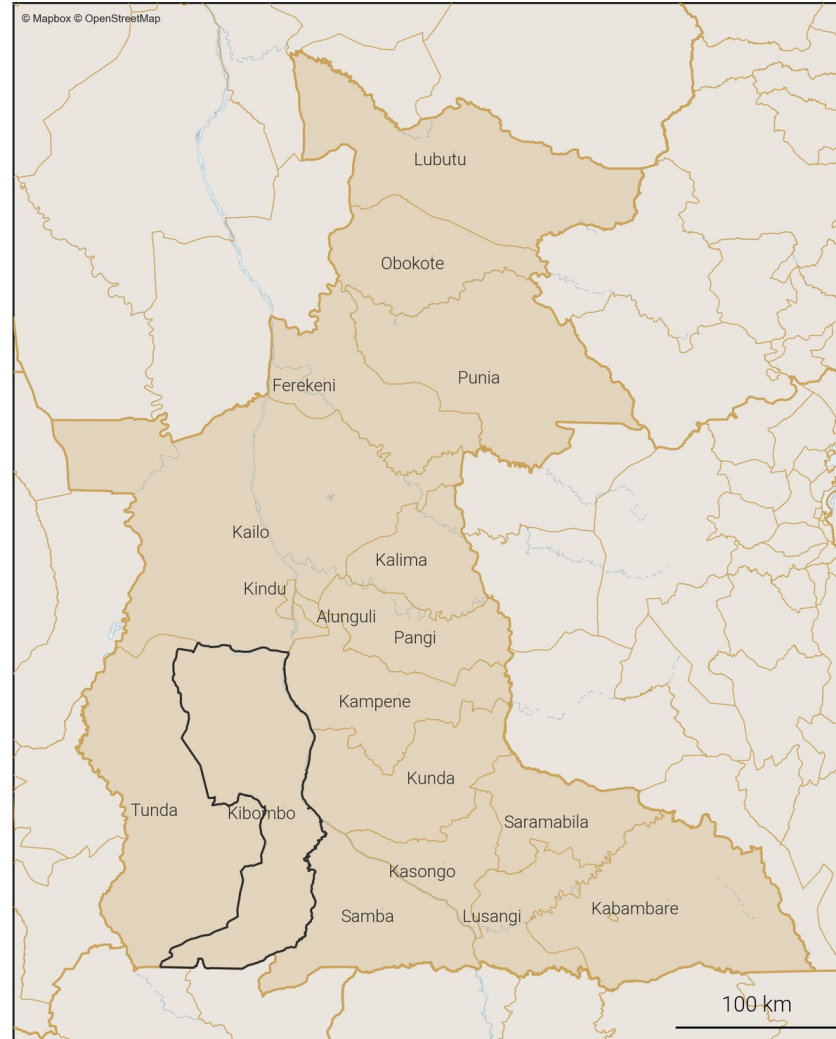 © Mapbox © OpenStreetMap
Lubutu
Obokote
Ferekeni
Punia
Kailo
Kalima
Kindu
Alunguli
Pangi
Kampene
Kunda
Tunda
Kibombo
Saramabila
Kasongo
Samba
Lusangi
Kabambare
100 km